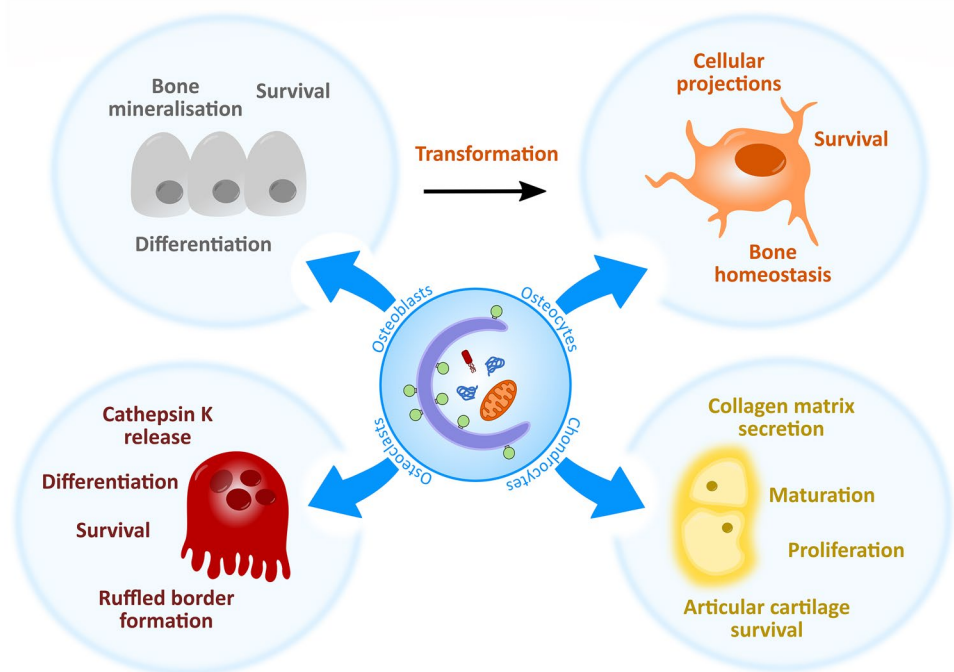 Bone
mineralisation
Survival
Differentiation
Transformation
Cellular
projections
Survival
Bone
homeostasis
Osteoblasts
Osteocytes
Osteoclasts
Chondrocytes
Cathepsin K
release
Differentiation
Survival
Ruffled border
formation
Collagen matrix
secretion
Maturation
Proliferation
Articular cartilage
survival